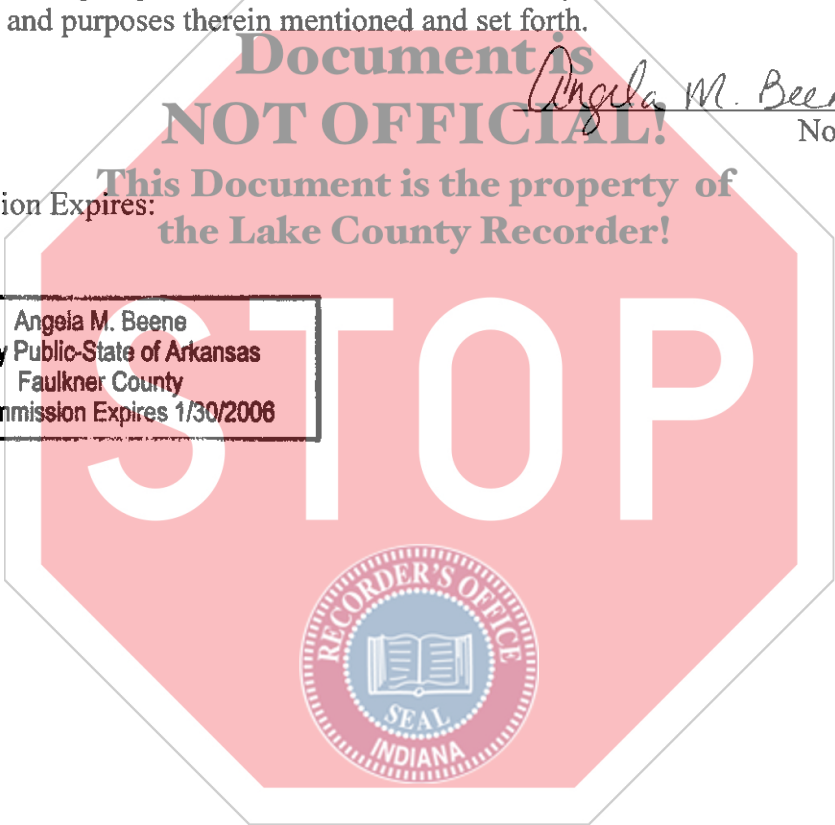 and purposes therein mentioned and set forth.
Document is
Angela M. Bee
NOT OFFICIAL!
No
This Document is the property of
ion Expires:
the Lake County Recorder!
STOP
Angela M. Beene
y Public-State of Arkansas
Faulkner County
mmission Expires 1/30/2006
RECORDER'S OFFICE
SEAL
INDIANA